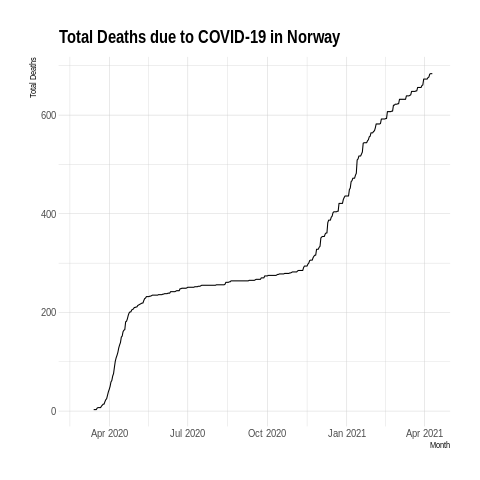 Total Deaths due to COVID-19 in Norway
Total Deaths
600
400
200
0
Apr 2020 Jul 2020 Oct 2020 Jan 2021 Apr 2021
Month